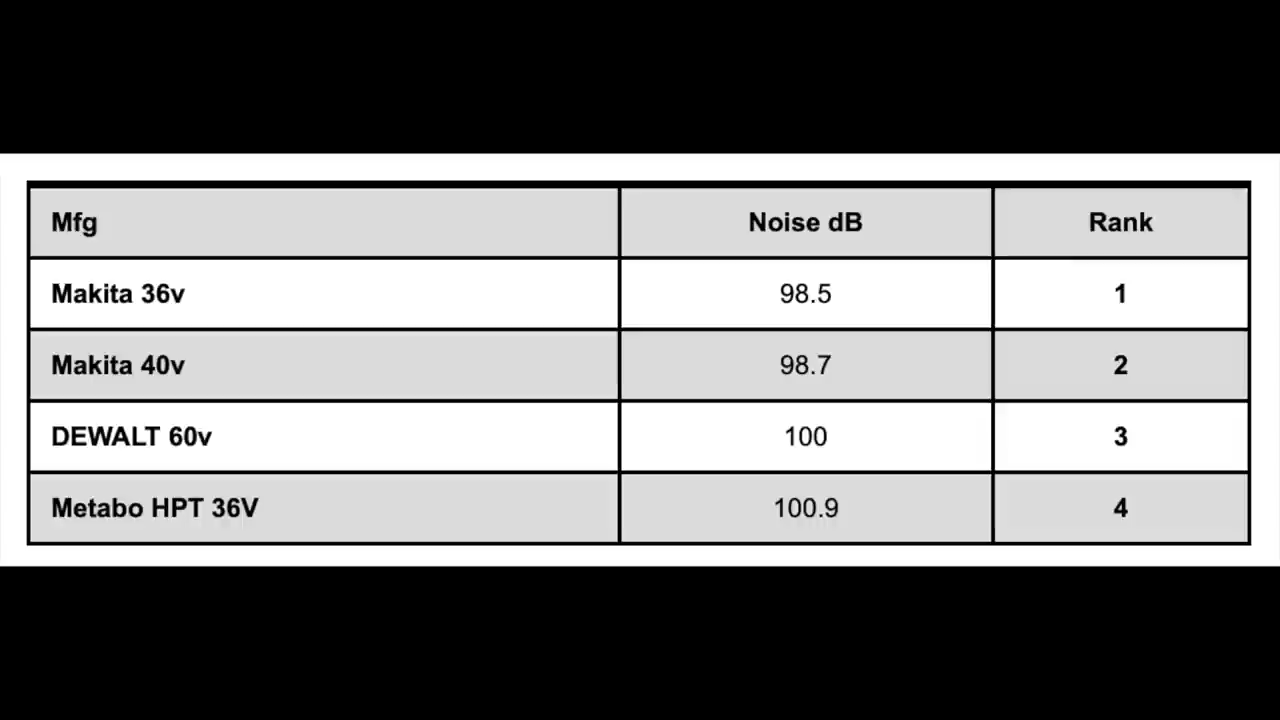 Mfg Noise dB Rank
Makita 36v 98.5 1
Makita 40v 98.7 2
DEWALT 60v 100 3
Metabo HPT 36V 100.9 4